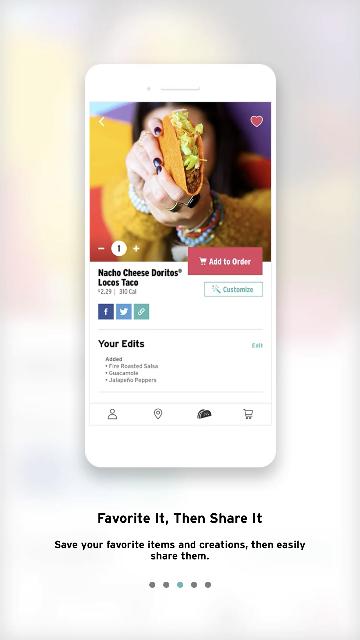 1
Add to Order
Nacho Cheese Doritos®
Locos Taco
$2.29 | 310 Cal
Customize
Your Edits
Edit
Added
• Fire Roasted Salsa
• Guacamole
• Jalapeño Peppers
Favorite It, Then Share It
Save your favorite items and creations, then easily
share them.